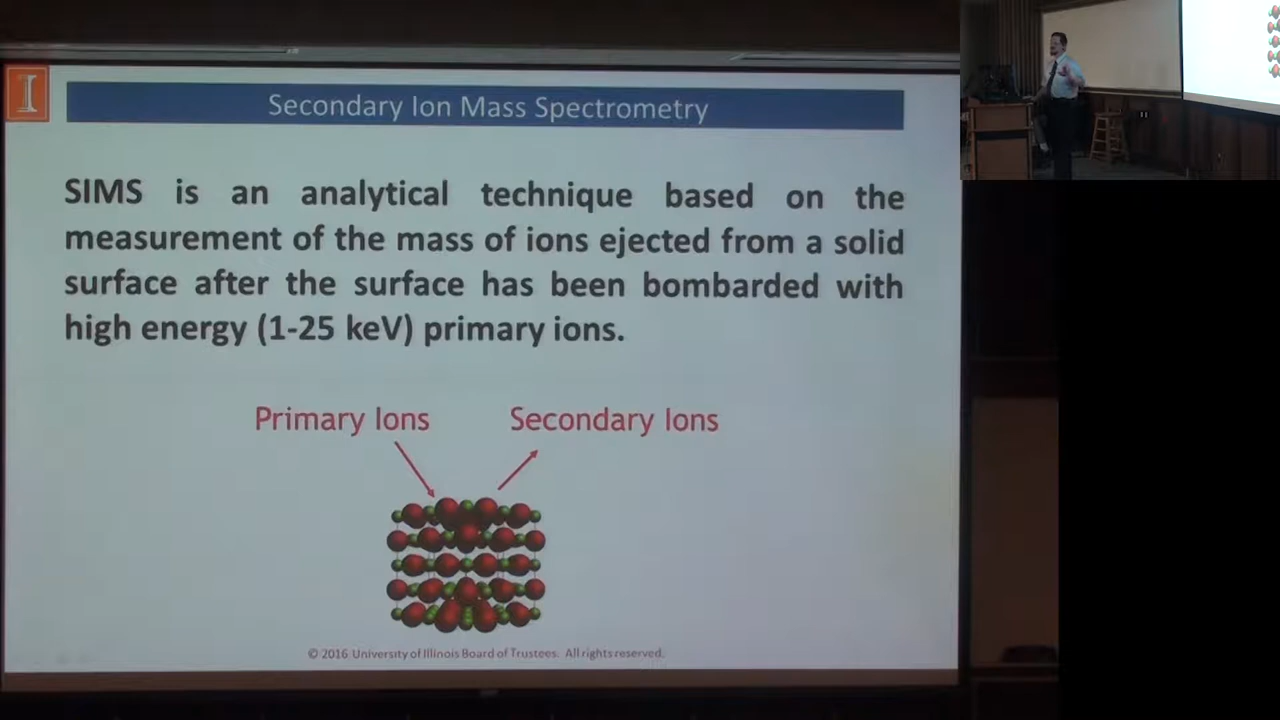 I
Secondary Ion Mass Spectrometry
SIMS is an analytical technique based on the
measurement of the mass of ions ejected from a solid
surface after the surface has been bombarded with
high energy (1-25 keV) primary ions.
Primary Ions Secondary Ions
© 2016 University of Illinois Board of Trustees. All rights reserved.